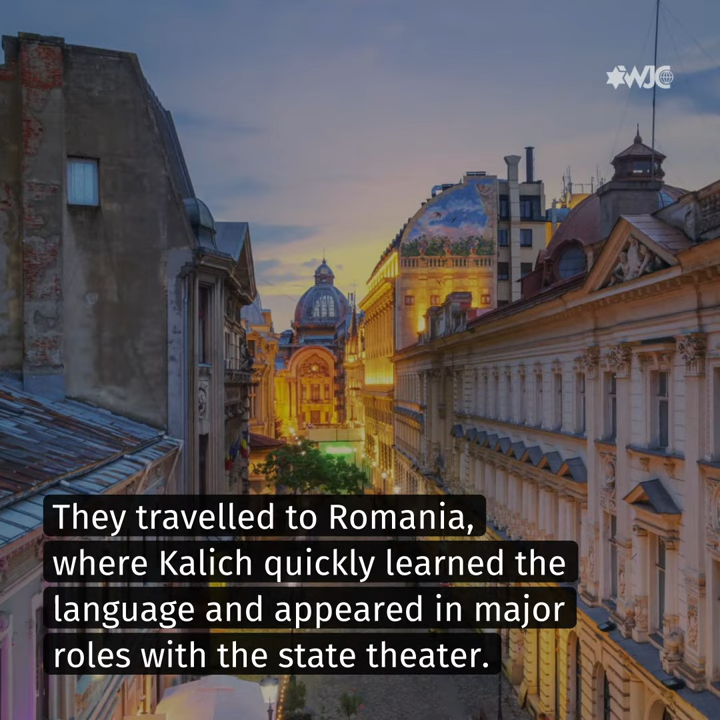 WJC
They travelled to Romania,
where Kalich quickly learned the
language and appeared in major
roles with the state theater.